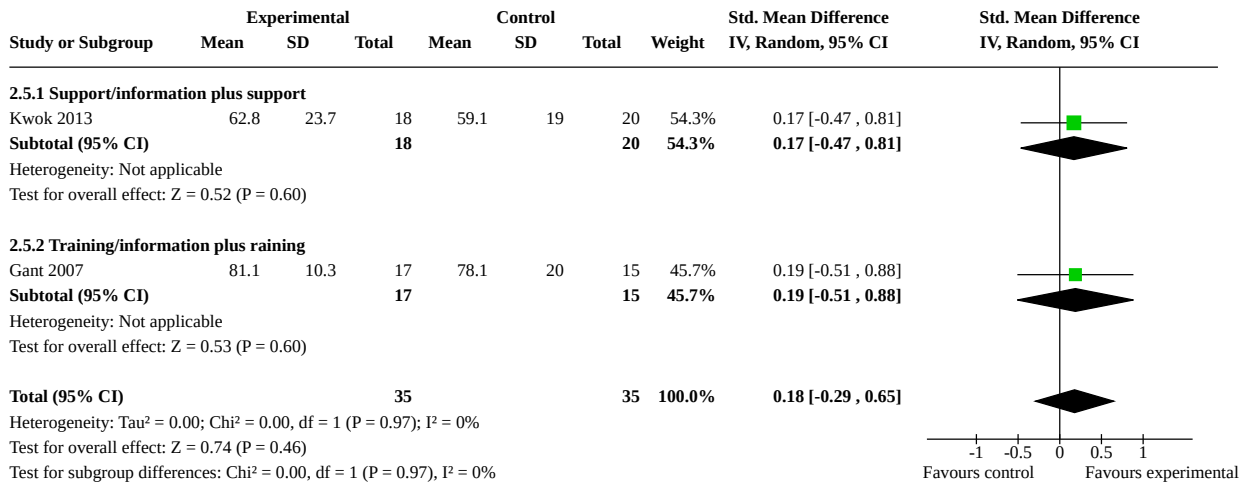 Experimental Control Std. Mean Difference Std. Mean Difference
Study or Subgroup Mean SD Total Mean SD Total Weight IV, Random, 95% CI IV, Random, 95% CI
2.5.1 Support/information plus support
Kwok 2013 62.8 23.7 18 59.1 19 20 54.3% 0.17 [-0.47 , 0.81]
Subtotal (95% CI) 18 20 54.3% 0.17 [-0.47 , 0.81]
Heterogeneity: Not applicable
Test for overall effect: Z = 0.52 (P = 0.60)
2.5.2 Training/information plus raining
Gant 2007 81.1 10.3 17 78.1 20 15 45.7% 0.19 [-0.51 , 0.88]
Subtotal (95% CI) 17 15 45.7% 0.19 [-0.51 , 0.88]
Heterogeneity: Not applicable
Test for overall effect: Z = 0.53 (P = 0.60)
Total (95% CI) 35 35 100.0% 0.18 [-0.29 , 0.65]
Heterogeneity: Tau² = 0.00; Chi² = 0.00, df = 1 (P = 0.97); I² = 0%
Test for overall effect: Z = 0.74 (P = 0.46)
Test for subgroup differences: Chi² = 0.00, df = 1 (P = 0.97), I² = 0%
-1 -0.5 0 0.5 1
Favours control Favours experimental